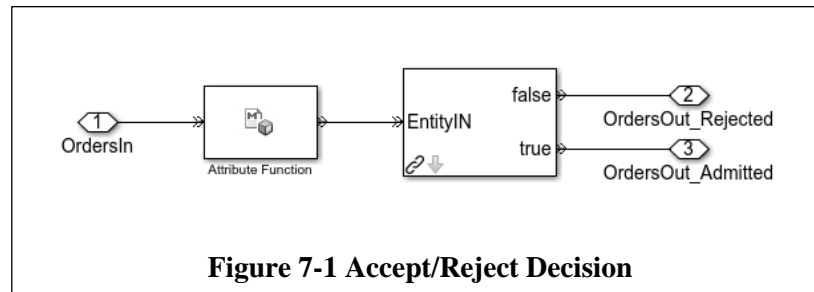 1
OrdersIn
Attribute Function
EntityIN
false
true
2
OrdersOut_Rejected
3
OrdersOut_Admitted
Figure 7-1 Accept/Reject Decision